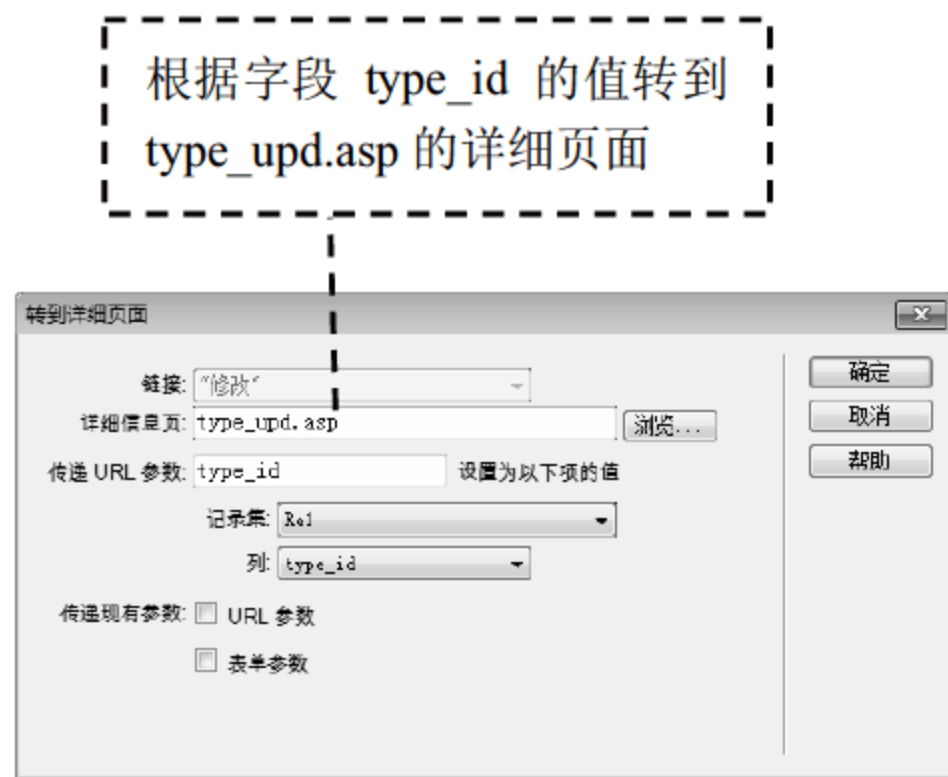 根据字段 type_id 的值转到
type_upd.asp 的详细页面
转到详细页面
链接: "修改"
详细信息页: type_upd.asp 浏览...
传递 URL 参数: type_id 设置为以下项的值
记录集: Re1
列: type_id
传递现有参数: URL 参数
表单参数
确定
取消
帮助